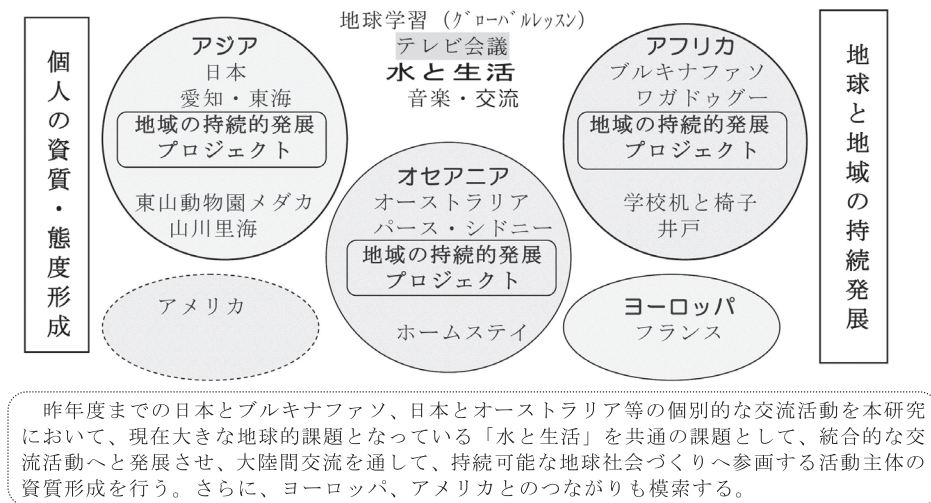 地球学習（ｸﾞﾛｰﾊﾞﾙﾚｯｽﾝ）
テレビ会議
水と生活
音楽・交流
個人の資質・態度形成
アジア
日本
愛知・東海
地域の持続的発展
プロジェクト
東山動物園メダカ
山川里海
オセアニア
オーストラリア
パース・シドニー
地域の持続的発展
プロジェクト
ホームステイ
アフリカ
ブルキナファソ
ワガドゥグー
地域の持続的発展
プロジェクト
学校机と椅子
井戸
地球と地域の持続発展
アメリカ
ヨーロッパ
フランス
昨年度までの日本とブルキナファソ、日本とオーストラリア等の個別的な交流活動を本研究
において、現在大きな地球的課題となっている「水と生活」を共通の課題として、統合的な交
流活動へと発展させ、大陸間交流を通して、持続可能な地球社会づくりへ参画する活動主体の
資質形成を行う。さらに、ヨーロッパ、アメリカとのつながりも模索する。